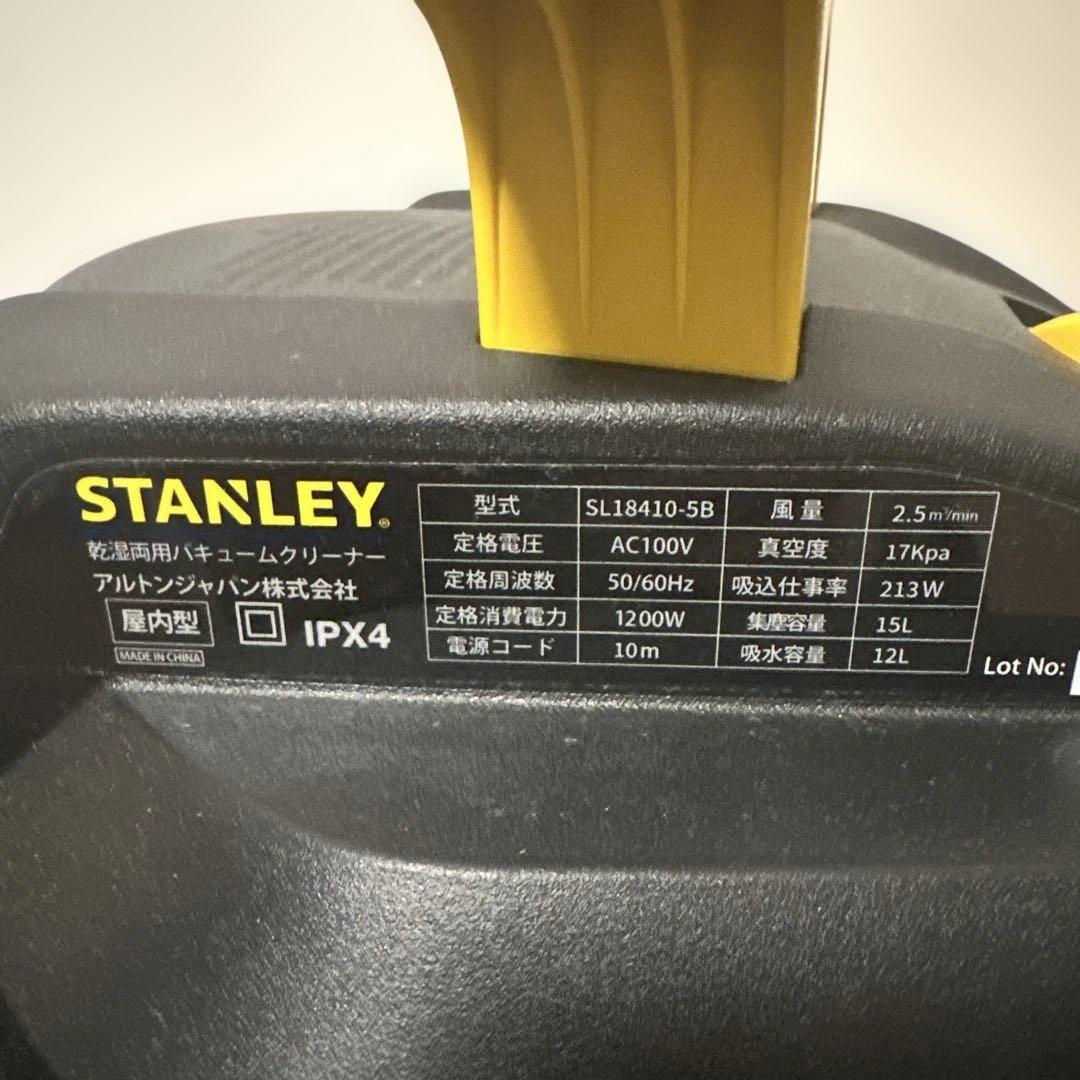 STANLEY®
乾湿両用バキュームクリーナー
アルトンジャパン株式会社
屋内型 IPX4
MADE IN CHINA
型式 SL18410-5B 風量 2.5m³/min
定格電圧 AC100V 真空度 17Kpa
定格周波数 50/60Hz 吸込仕事率 213W
定格消費電力 1200W 集塵容量 15L
電源コード 10m 吸水容量 12L
Lot No: